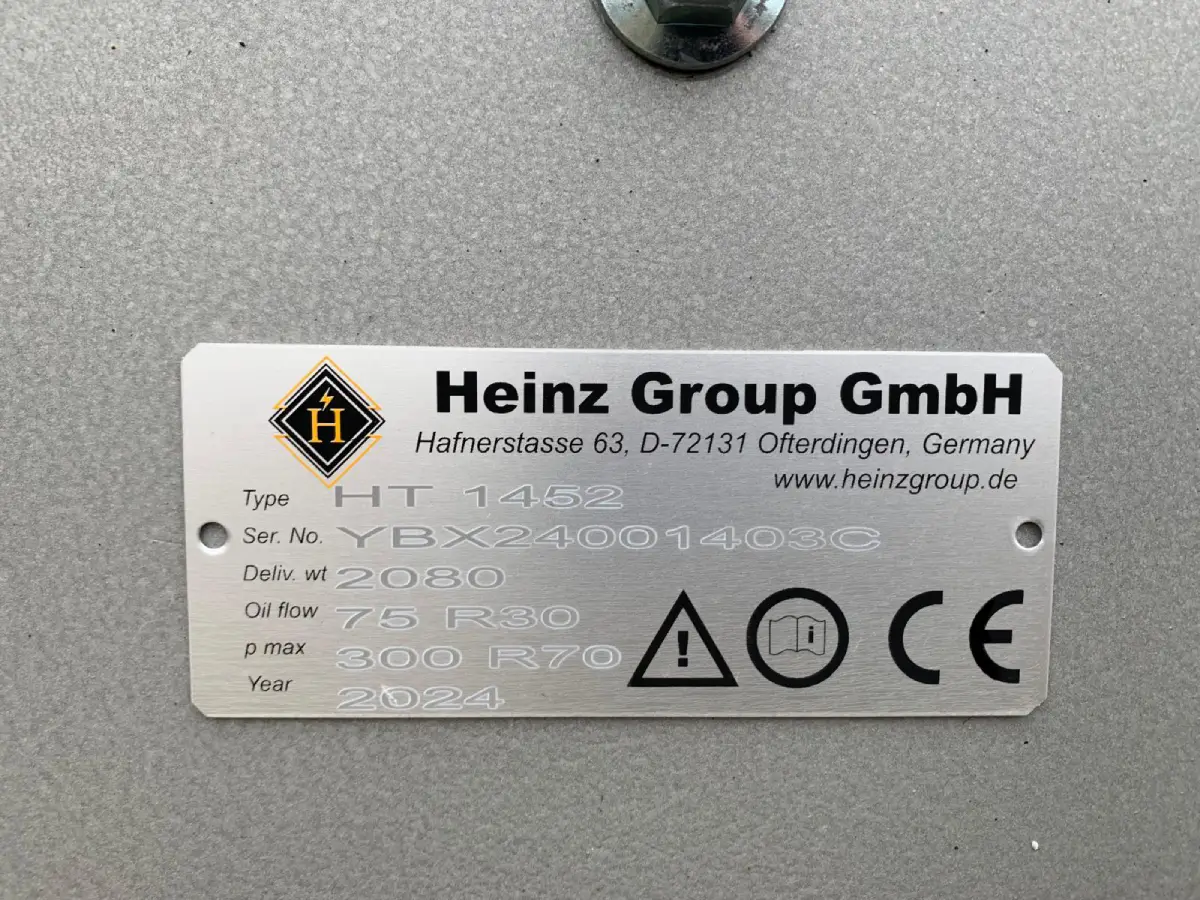 H
Heinz Group GmbH
Hafnerstasse 63, D-72131 Ofterdingen, Germany
www.heinzgroup.de
Type HT 1452
Ser. No. YBX24001403C
Deliv. wt 2080
Oil flow 75 R30
p max 300 R70
Year 2024
! i CE